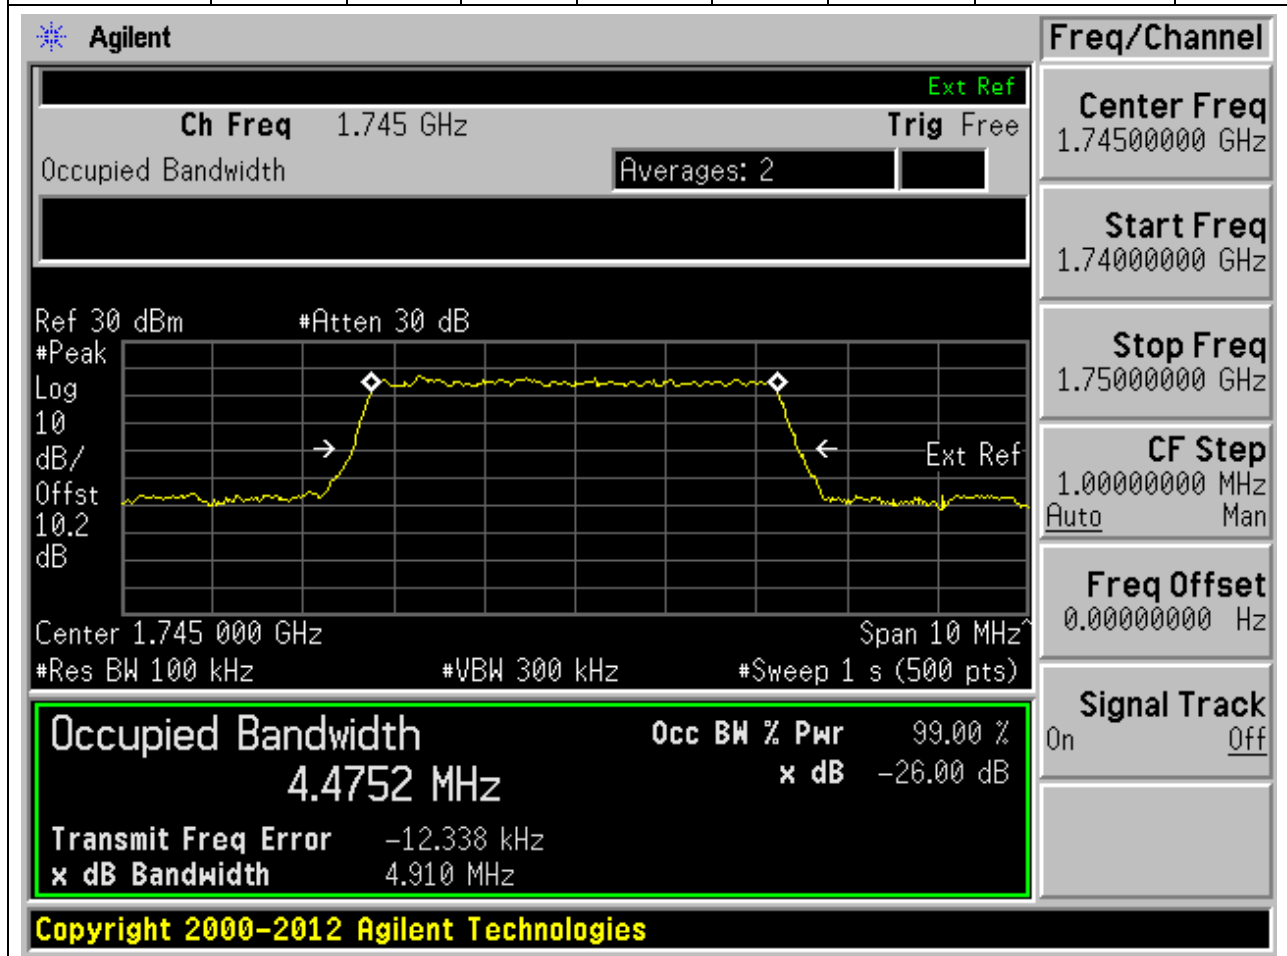 Agilent
Freq/Channel
Ext Ref
Ch Freq 1.745 GHz Trig Free
Occupied Bandwidth Averages: 2
Center Freq
1.74500000 GHz
Start Freq
1.74000000 GHz
Stop Freq
1.75000000 GHz
CF Step
1.00000000 MHz
Auto Man
Freq Offset
0.00000000 Hz
Signal Track
On Off
Ref 30 dBm #Atten 30 dB
#Peak
Log
10
dB/
Offst
10.2
dB
Ext Ref
Center 1.745 000 GHz Span 10 MHz^
#Res BW 100 kHz #VBW 300 kHz #Sweep 1 s (500 pts)
Occupied Bandwidth
4.4752 MHz
Occ BW % Pwr 99.00 %
x dB -26.00 dB
Transmit Freq Error -12.338 kHz
x dB Bandwidth 4.910 MHz
Copyright 2000-2012 Agilent Technologies